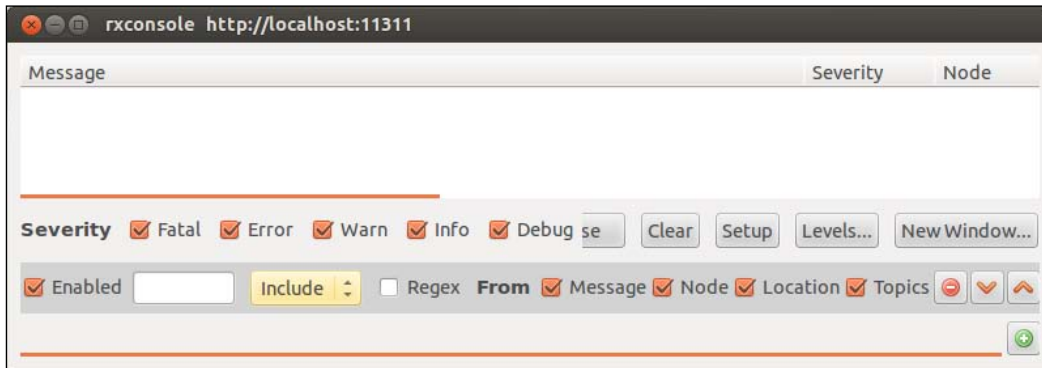 rxconsole http://localhost:11311
Message Severity Node
Severity Fatal Error Warn Info Debug se Clear Setup Levels... New Window...
Enabled Include Regex From Message Node Location Topics